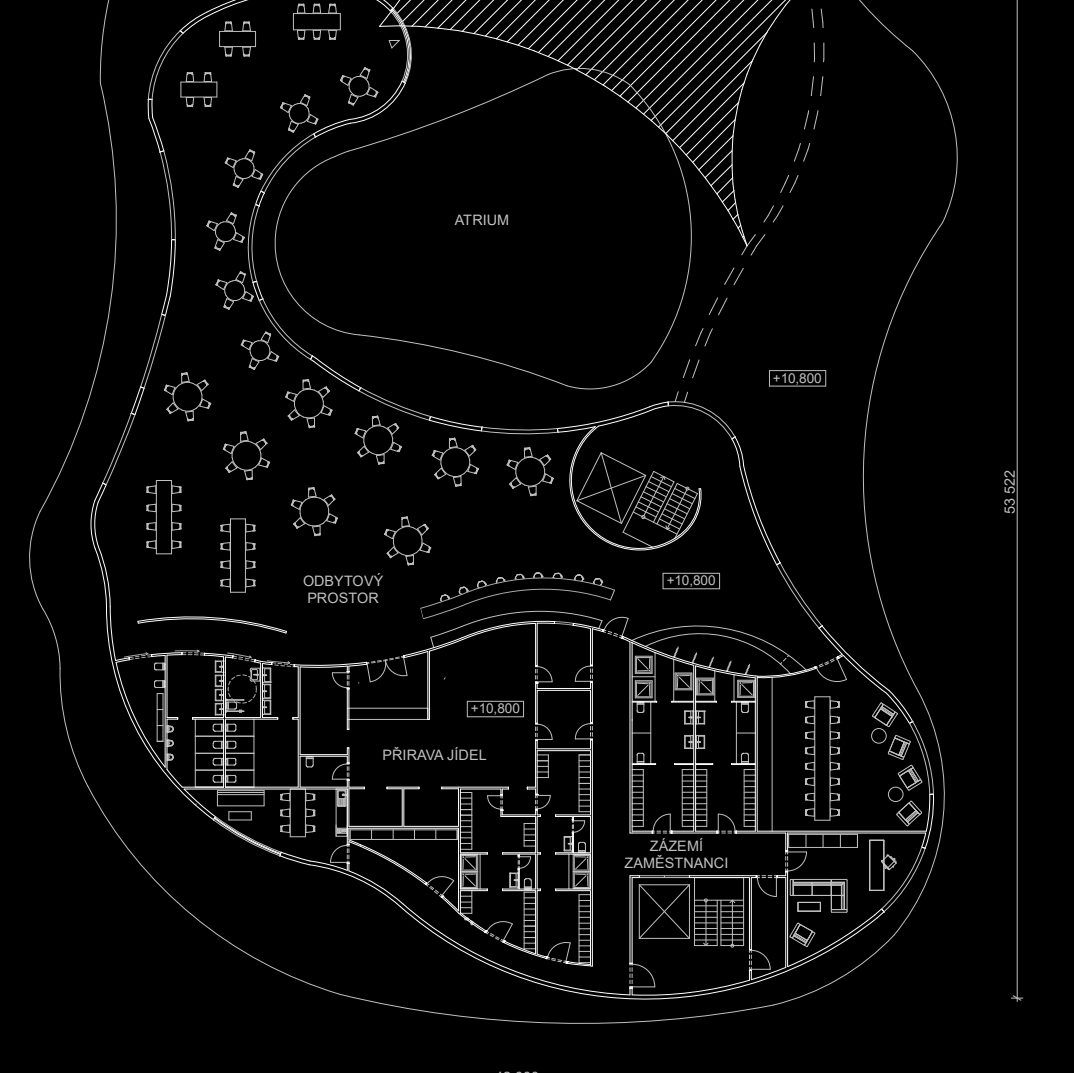 ATRIUM
+10,800
53 522
ODBYTOVÝ
PROSTOR
+10,800
+10,800
PŘIRAVA JÍDEL
ZÁZEMÍ
ZAMĚSTNANCI